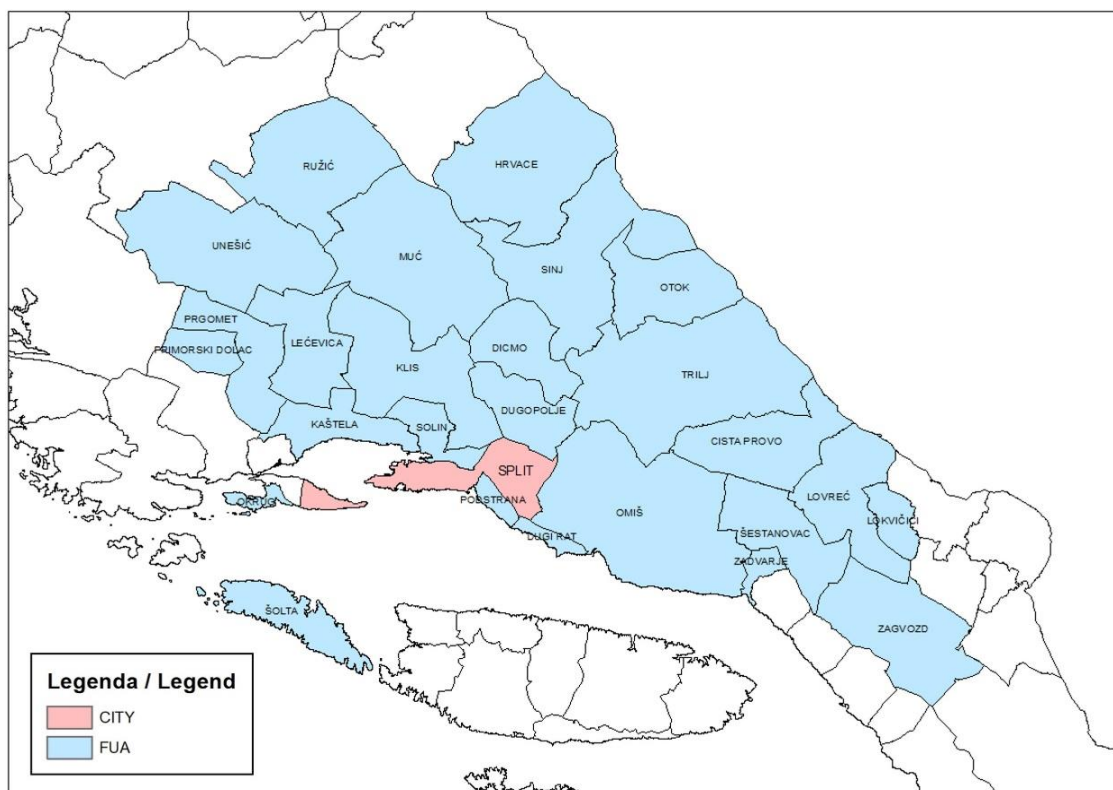 HRVACE
RUŽIĆ
UNEŠIĆ
MUĆ
SINJ
OTOK
PRGOMET
LEĆEVICA
DICMO
PRIMORSKI DOLAC
KLIS
TRILJ
DUGOPOLJE
KAŠTELA
SOLIN
CISTA PROVO
SPLIT
OKRUG
PODSTRANA
OMIŠ
LOVREĆ
LOKVIČIĆI
ŠESTANOVAC
DUGI RAT
ZADVARJE
ŠOLTA
ZAGVOZD
Legenda / Legend
CITY
FUA